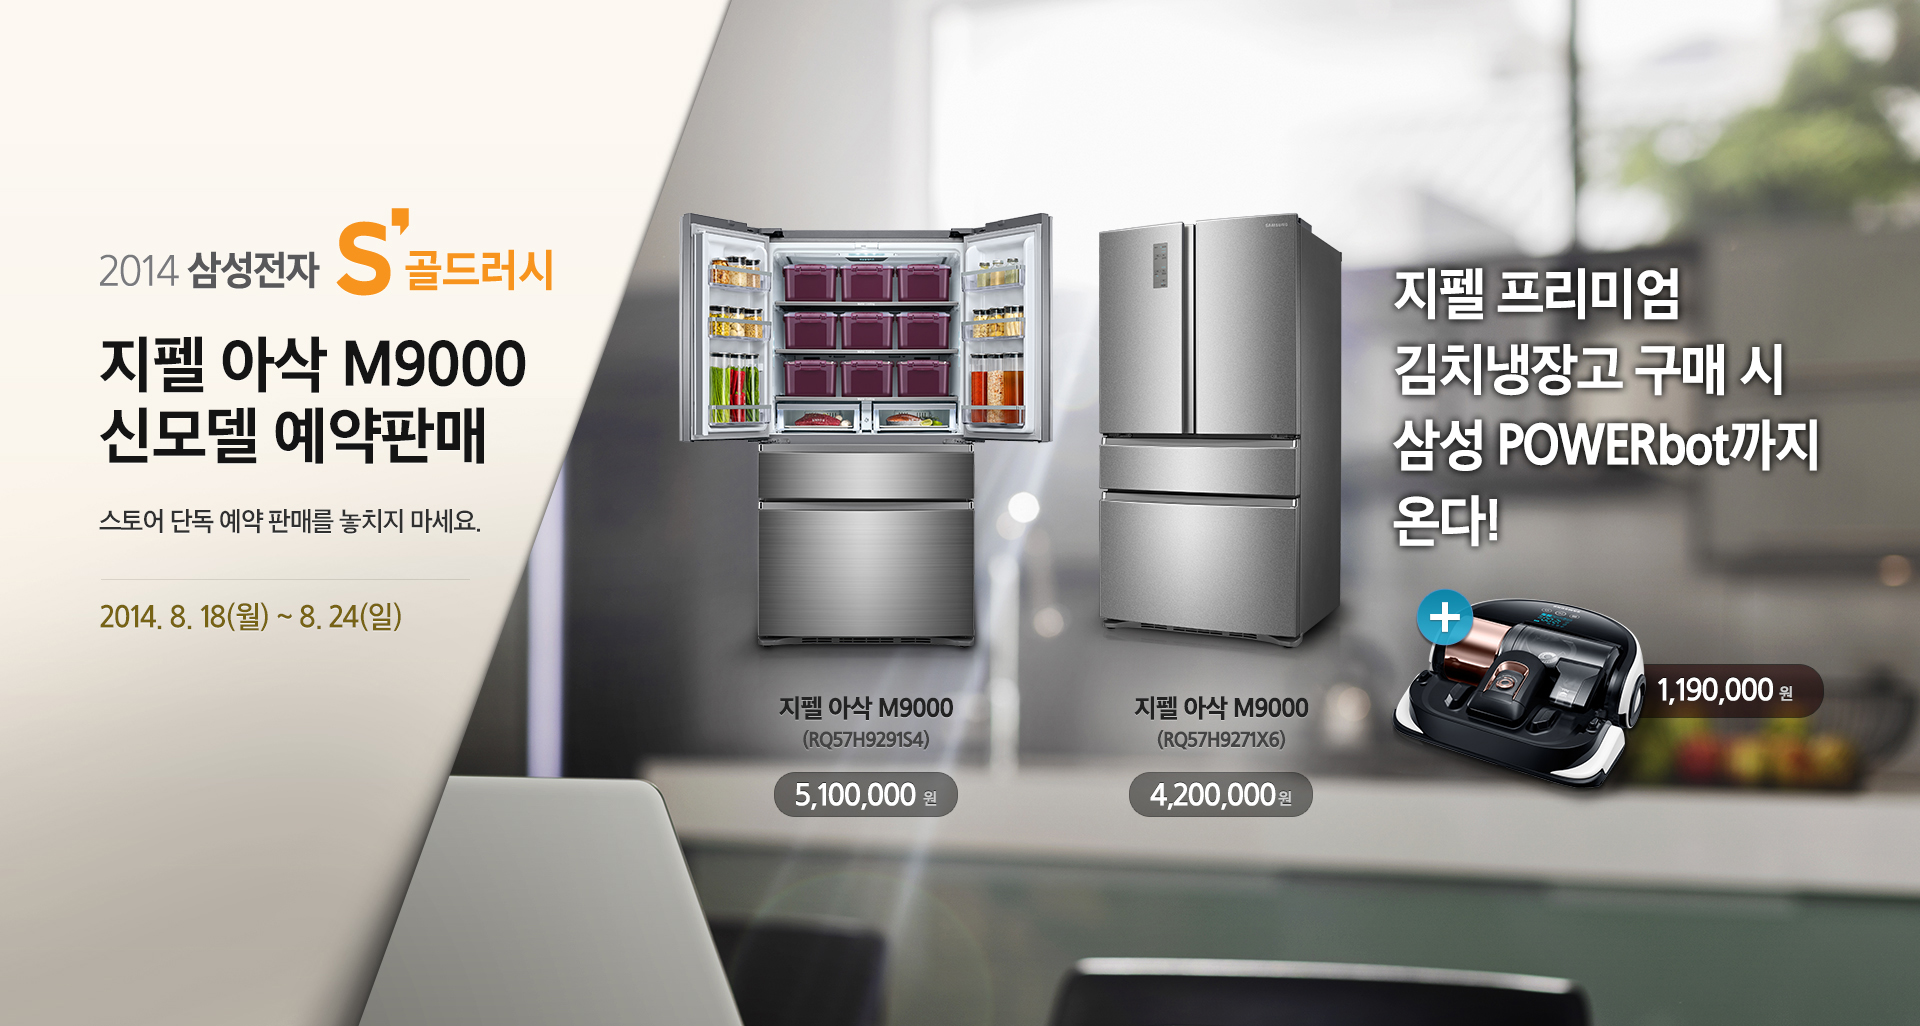 2014 삼성전자 S' 골드러시
지펠 아삭 M9000
신모델 예약판매
스토어 단독 예약 판매를 놓치지 마세요.
2014. 8. 18(월) ~ 8. 24(일)
SAMSUNG
지펠 아삭 M9000
(RQ57H9291S4)
5,100,000 원
지펠 아삭 M9000
(RQ57H9271X6)
4,200,000 원
지펠 프리미엄
김치냉장고 구매 시
삼성 POWERbot까지
온다!
+
SAMSUNG
1,190,000 원